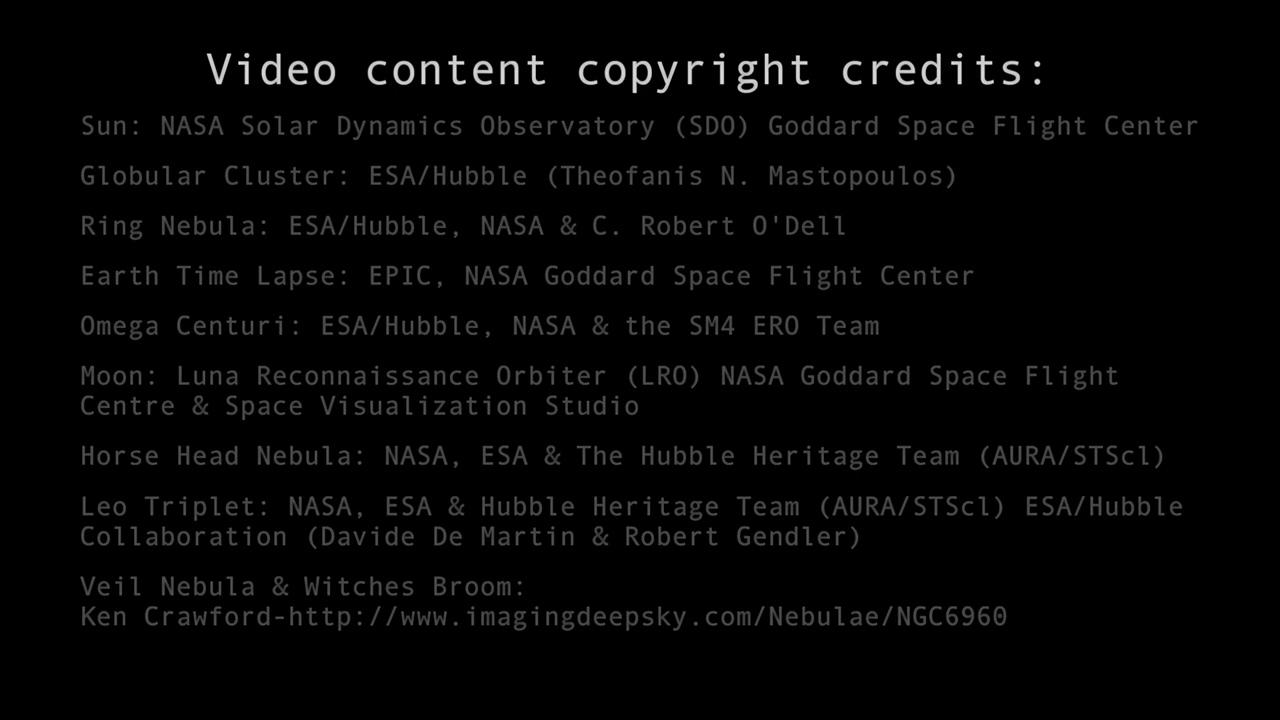 Video content copyright credits:
Sun: NASA Solar Dynamics Observatory (SDO) Goddard Space Flight Center
Globular Cluster: ESA/Hubble (Theofanis N. Mastopoulos)
Ring Nebula: ESA/Hubble, NASA & C. Robert O'Dell
Earth Time Lapse: EPIC, NASA Goddard Space Flight Center
Omega Centuri: ESA/Hubble, NASA & the SM4 ERO Team
Moon: Luna Reconnaissance Orbiter (LRO) NASA Goddard Space Flight
Centre & Space Visualization Studio
Horse Head Nebula: NASA, ESA & The Hubble Heritage Team (AURA/STScl)
Leo Triplet: NASA, ESA & Hubble Heritage Team (AURA/STScl) ESA/Hubble
Collaboration (Davide De Martin & Robert Gendler)
Veil Nebula & Witches Broom:
Ken Crawford-http://www.imagingdeepsky.com/Nebulae/NGC6960